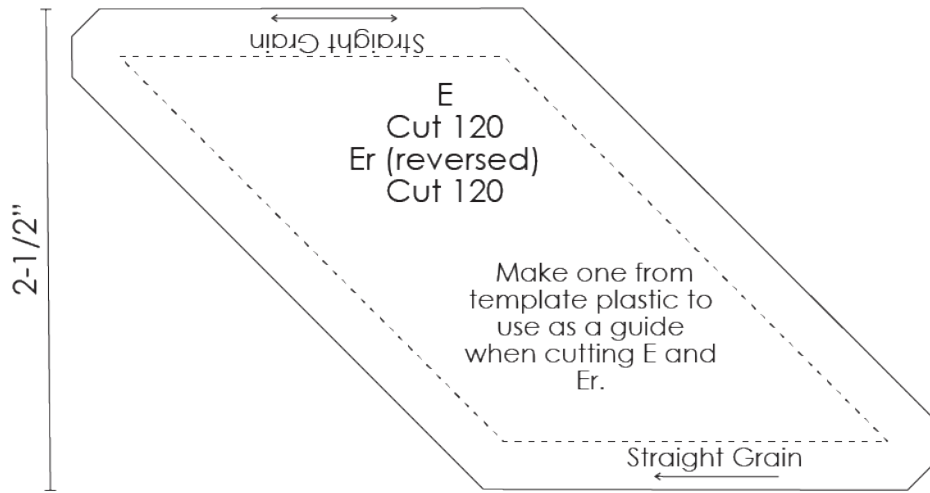 Straight Grain
E
Cut 120
Er (reversed)
Cut 120
2-1/2”
Make one from
template plastic to
use as a guide
when cutting E and
Er.
Straight Grain